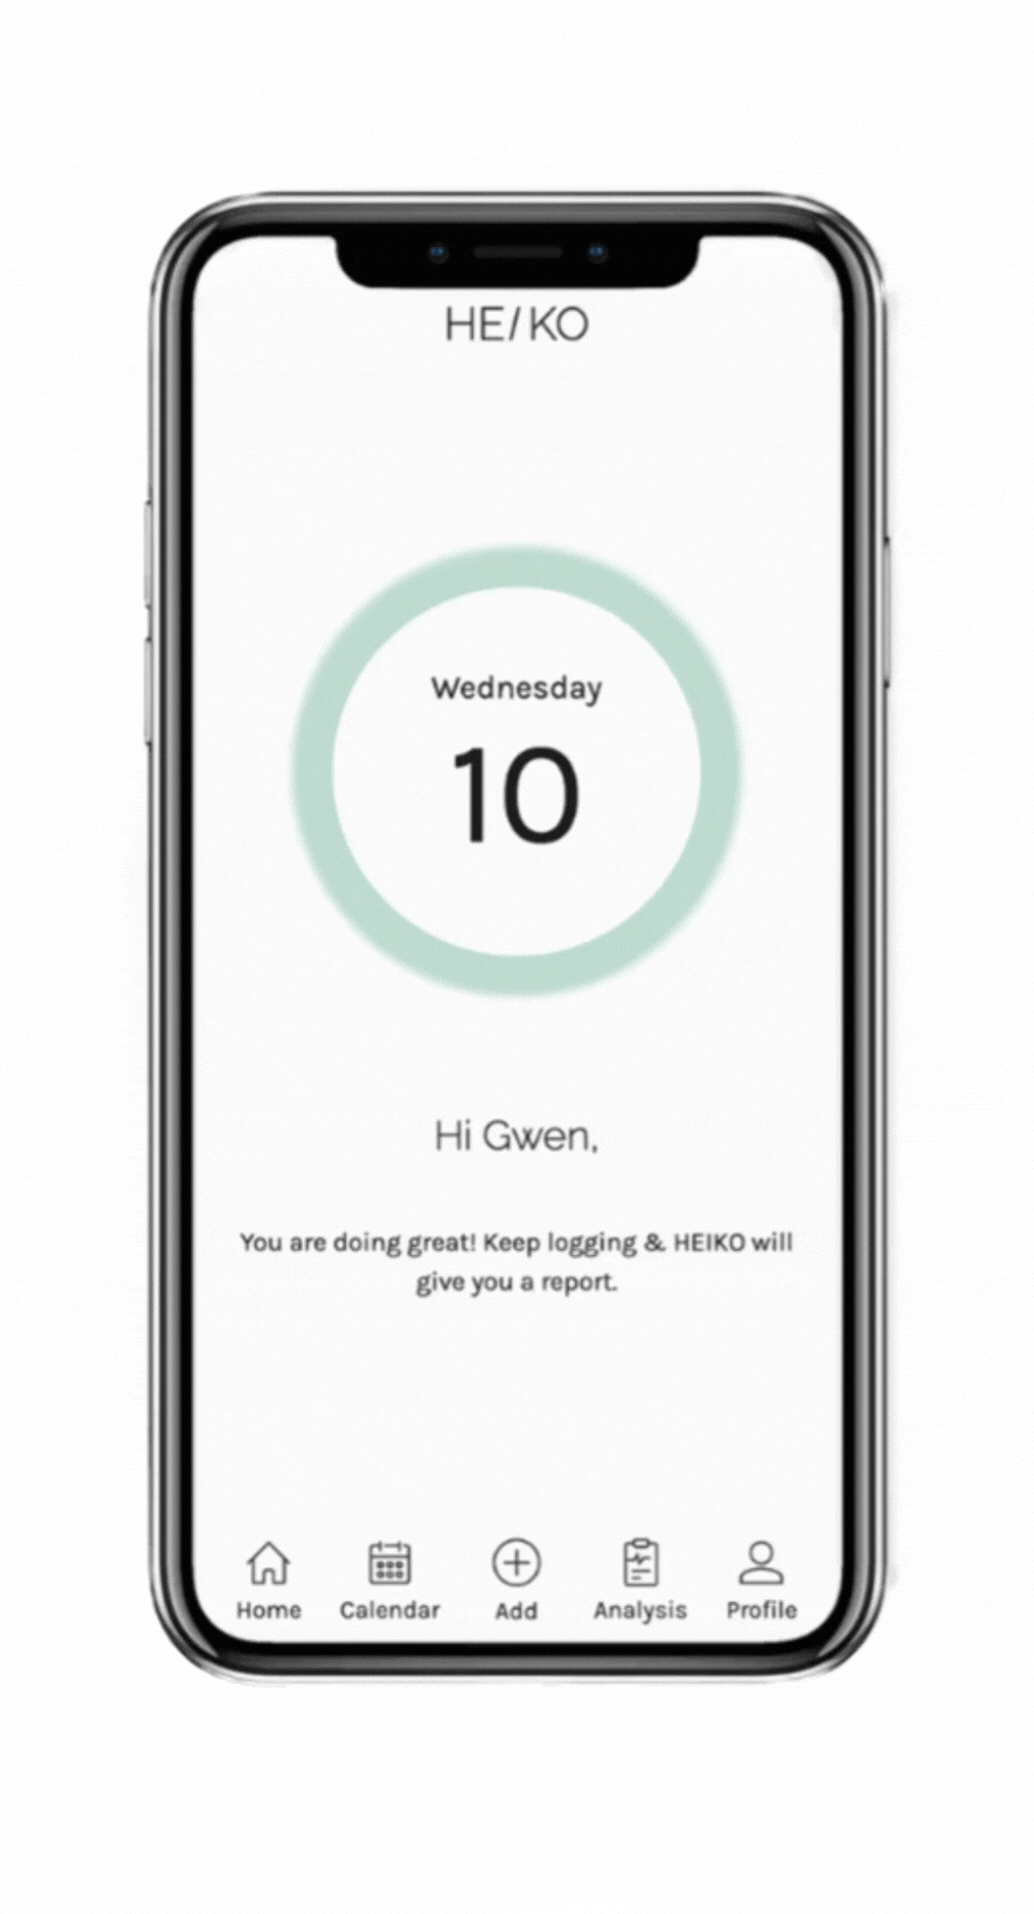 HE/KO
Wednesday
10
Hi Gwen,
You are doing great! Keep logging & HEIKO will
give you a report.
Home Calendar Add Analysis Profile